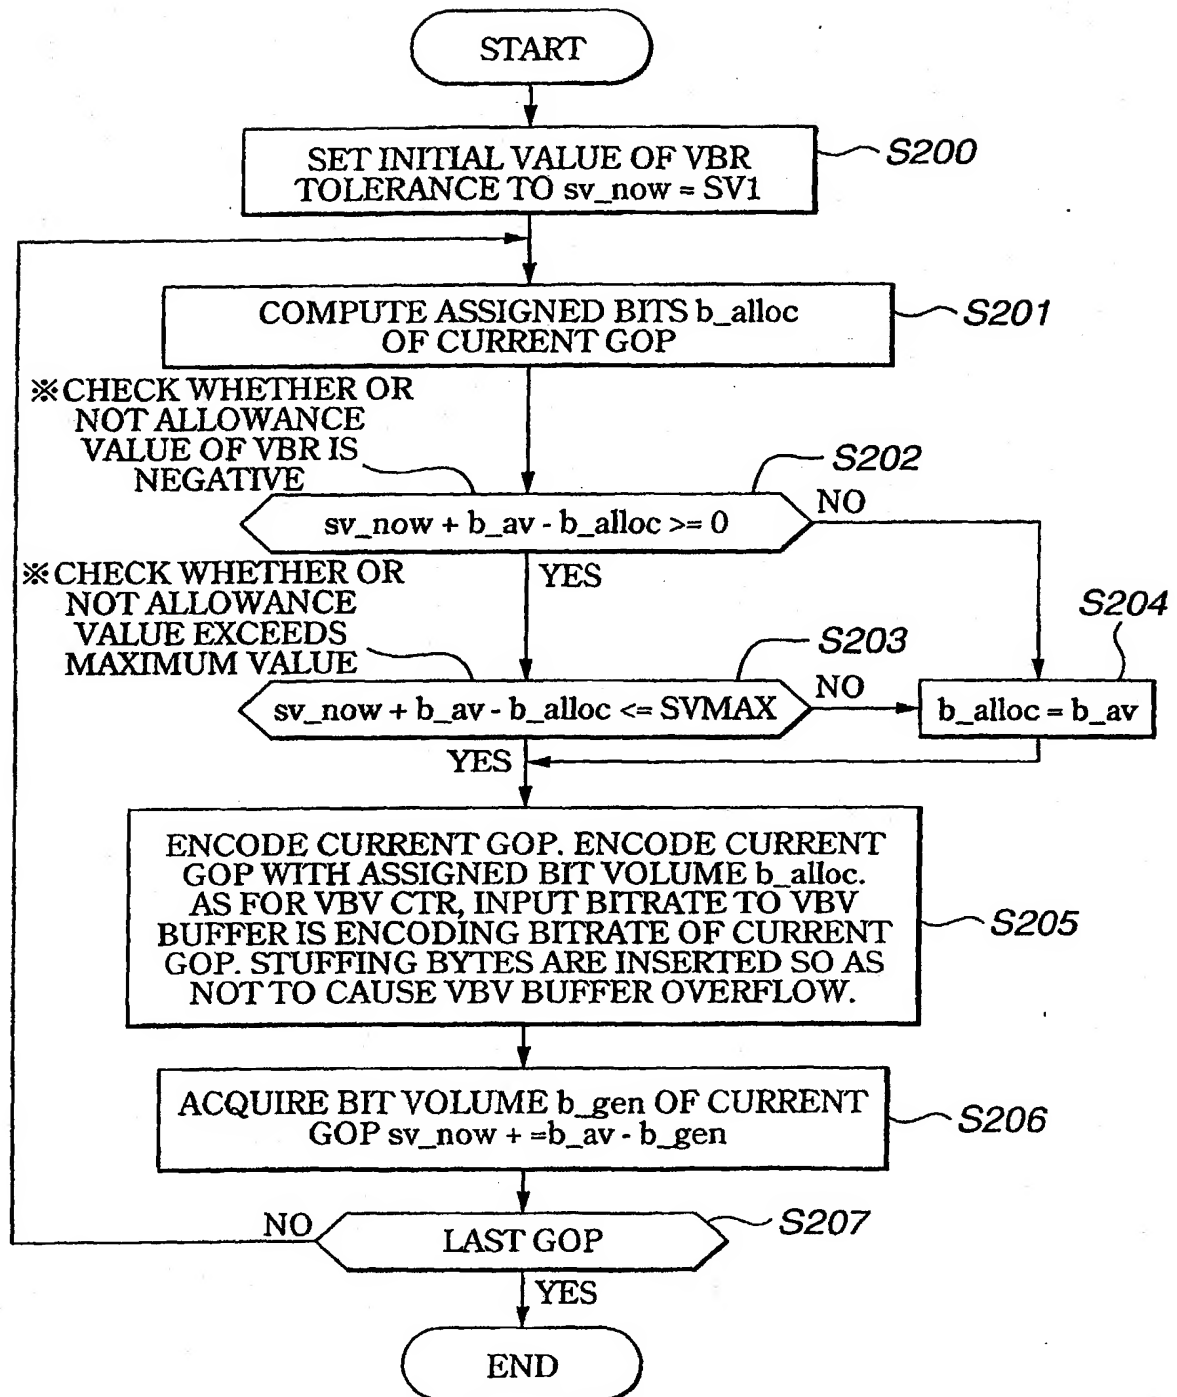 START
SET INITIAL VALUE OF VBR
TOLERANCE TO sv_now = SV1
S200
COMPUTE ASSIGNED BITS b_alloc
OF CURRENT GOP
S201
※CHECK WHETHER OR
NOT ALLOWANCE
VALUE OF VBR IS
NEGATIVE
S202
sv_now + b_av - b_alloc >= 0
NO
YES
※CHECK WHETHER OR
NOT ALLOWANCE
VALUE EXCEEDS
MAXIMUM VALUE
S203
S204
sv_now + b_av - b_alloc <= SVMAX
NO
b_alloc = b_av
YES
ENCODE CURRENT GOP. ENCODE CURRENT
GOP WITH ASSIGNED BIT VOLUME b_alloc.
AS FOR VBV CTR, INPUT BITRATE TO VBV
BUFFER IS ENCODING BITRATE OF CURRENT
GOP. STUFFING BYTES ARE INSERTED SO AS
NOT TO CAUSE VBV BUFFER OVERFLOW.
S205
ACQUIRE BIT VOLUME b_gen OF CURRENT
GOP sv_now + =b_av - b_gen
S206
NO
LAST GOP
S207
YES
END